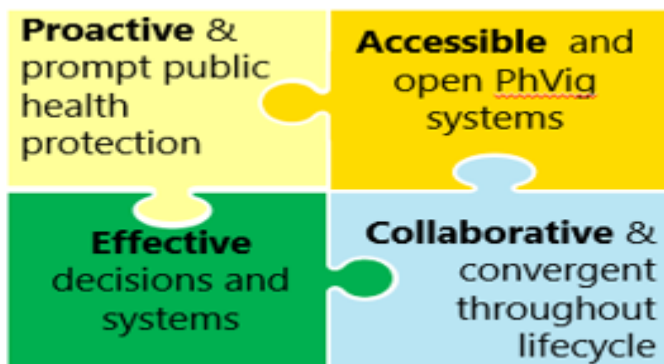 Proactive &
prompt public
health
protection
Accessible and
open PhVig
systems
Effective
decisions and
systems
Collaborative &
convergent
throughout
lifecycle